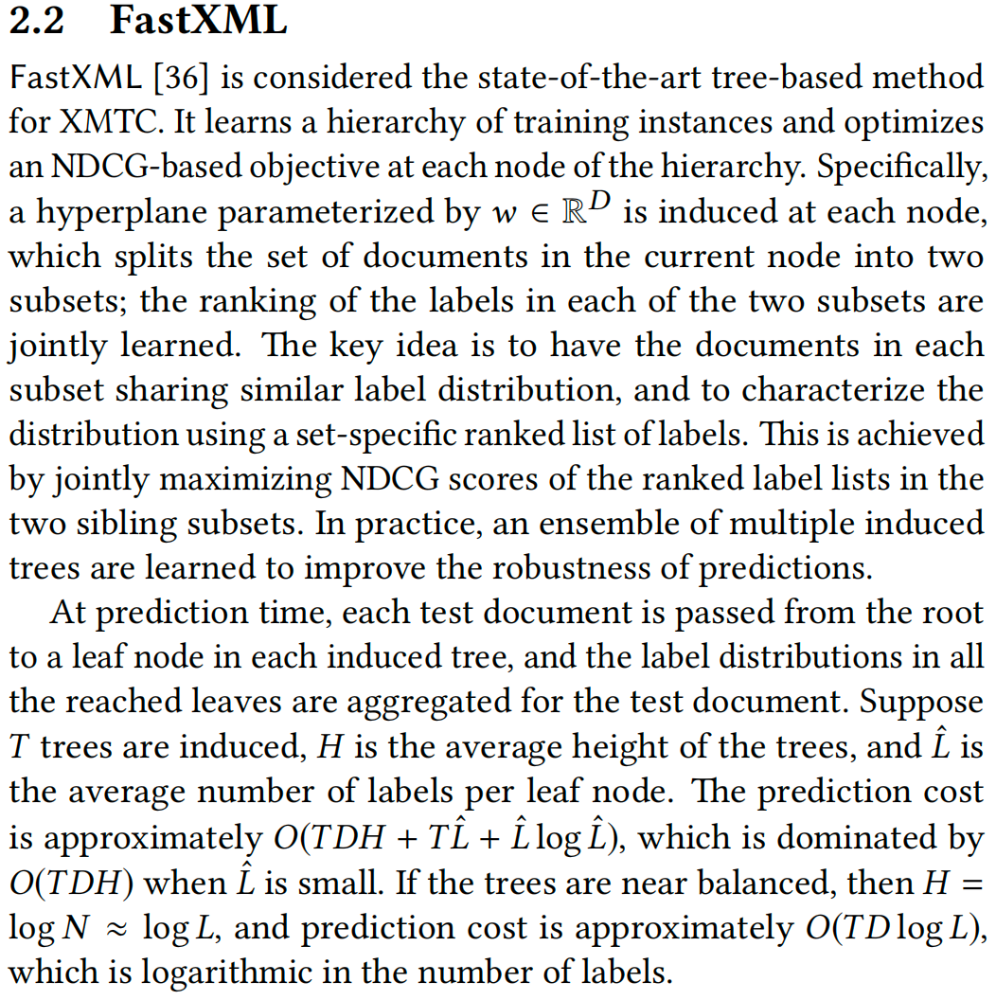 2.2 FastXML
FastXML [36] is considered the state-of-the-art tree-based method
for XMTC. It learns a hierarchy of training instances and optimizes
an NDCG-based objective at each node of the hierarchy. Specifically,
a hyperplane parameterized by w ∈ ℝ^D is induced at each node,
which splits the set of documents in the current node into two
subsets; the ranking of the labels in each of the two subsets are
jointly learned. The key idea is to have the documents in each
subset sharing similar label distribution, and to characterize the
distribution using a set-specific ranked list of labels. This is achieved
by jointly maximizing NDCG scores of the ranked label lists in the
two sibling subsets. In practice, an ensemble of multiple induced
trees are learned to improve the robustness of predictions.
At prediction time, each test document is passed from the root
to a leaf node in each induced tree, and the label distributions in all
the reached leaves are aggregated for the test document. Suppose
T trees are induced, H is the average height of the trees, and L̂ is
the average number of labels per leaf node. The prediction cost
is approximately O(TDH + TL̂ + L̂ log L̂), which is dominated by
O(TDH) when L̂ is small. If the trees are near balanced, then H =
log N ≈ log L, and prediction cost is approximately O(TD log L),
which is logarithmic in the number of labels.